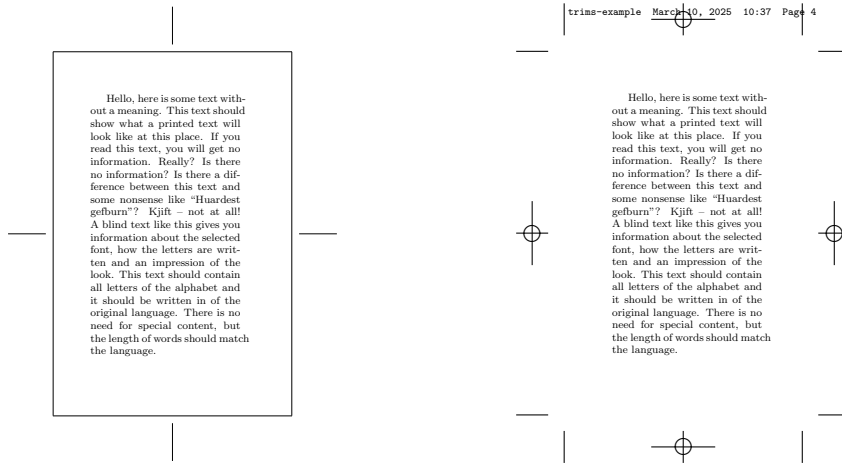 Hello, here is some text with-
out a meaning. This text should
show what a printed text will
look like at this place. If you
read this text, you will get no
information. Really? Is there
no information? Is there a dif-
ference between this text and
some nonsense like “Huardest
gefburn”? Kjift – not at all!
A blind text like this gives you
information about the selected
font, how the letters are writ-
ten and an impression of the
look. This text should contain
all letters of the alphabet and
it should be written in of the
original language. There is no
need for special content, but
the length of words should match
the language.
trims-example March 10, 2025 10:37 Page 4
Hello, here is some text with-
out a meaning. This text should
show what a printed text will
look like at this place. If you
read this text, you will get no
information. Really? Is there
no information? Is there a dif-
ference between this text and
some nonsense like “Huardest
gefburn”? Kjift – not at all!
A blind text like this gives you
information about the selected
font, how the letters are writ-
ten and an impression of the
look. This text should contain
all letters of the alphabet and
it should be written in of the
original language. There is no
need for special content, but
the length of words should match
the language.